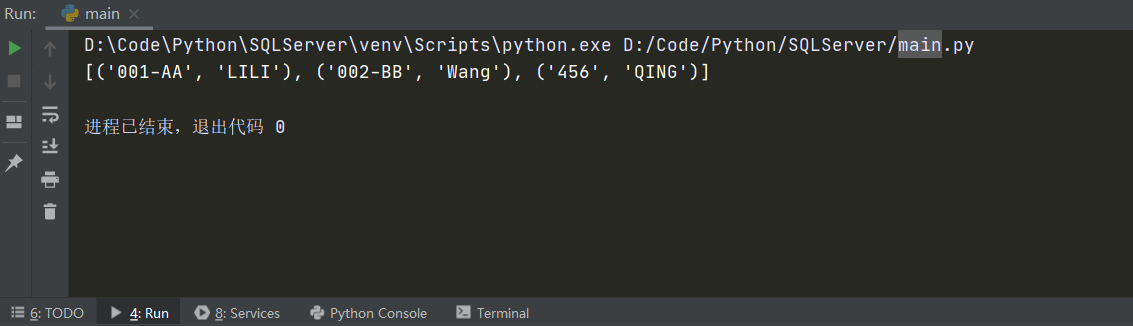 Run: main
D:\Code\Python\SQLServer\venv\Scripts\python.exe D:/Code/Python/SQLServer/main.py
[('001-AA', 'LILI'), ('002-BB', 'Wang'), ('456', 'QING')]
进程已结束，退出代码 0
6: TODO 4: Run 8: Services Python Console Terminal